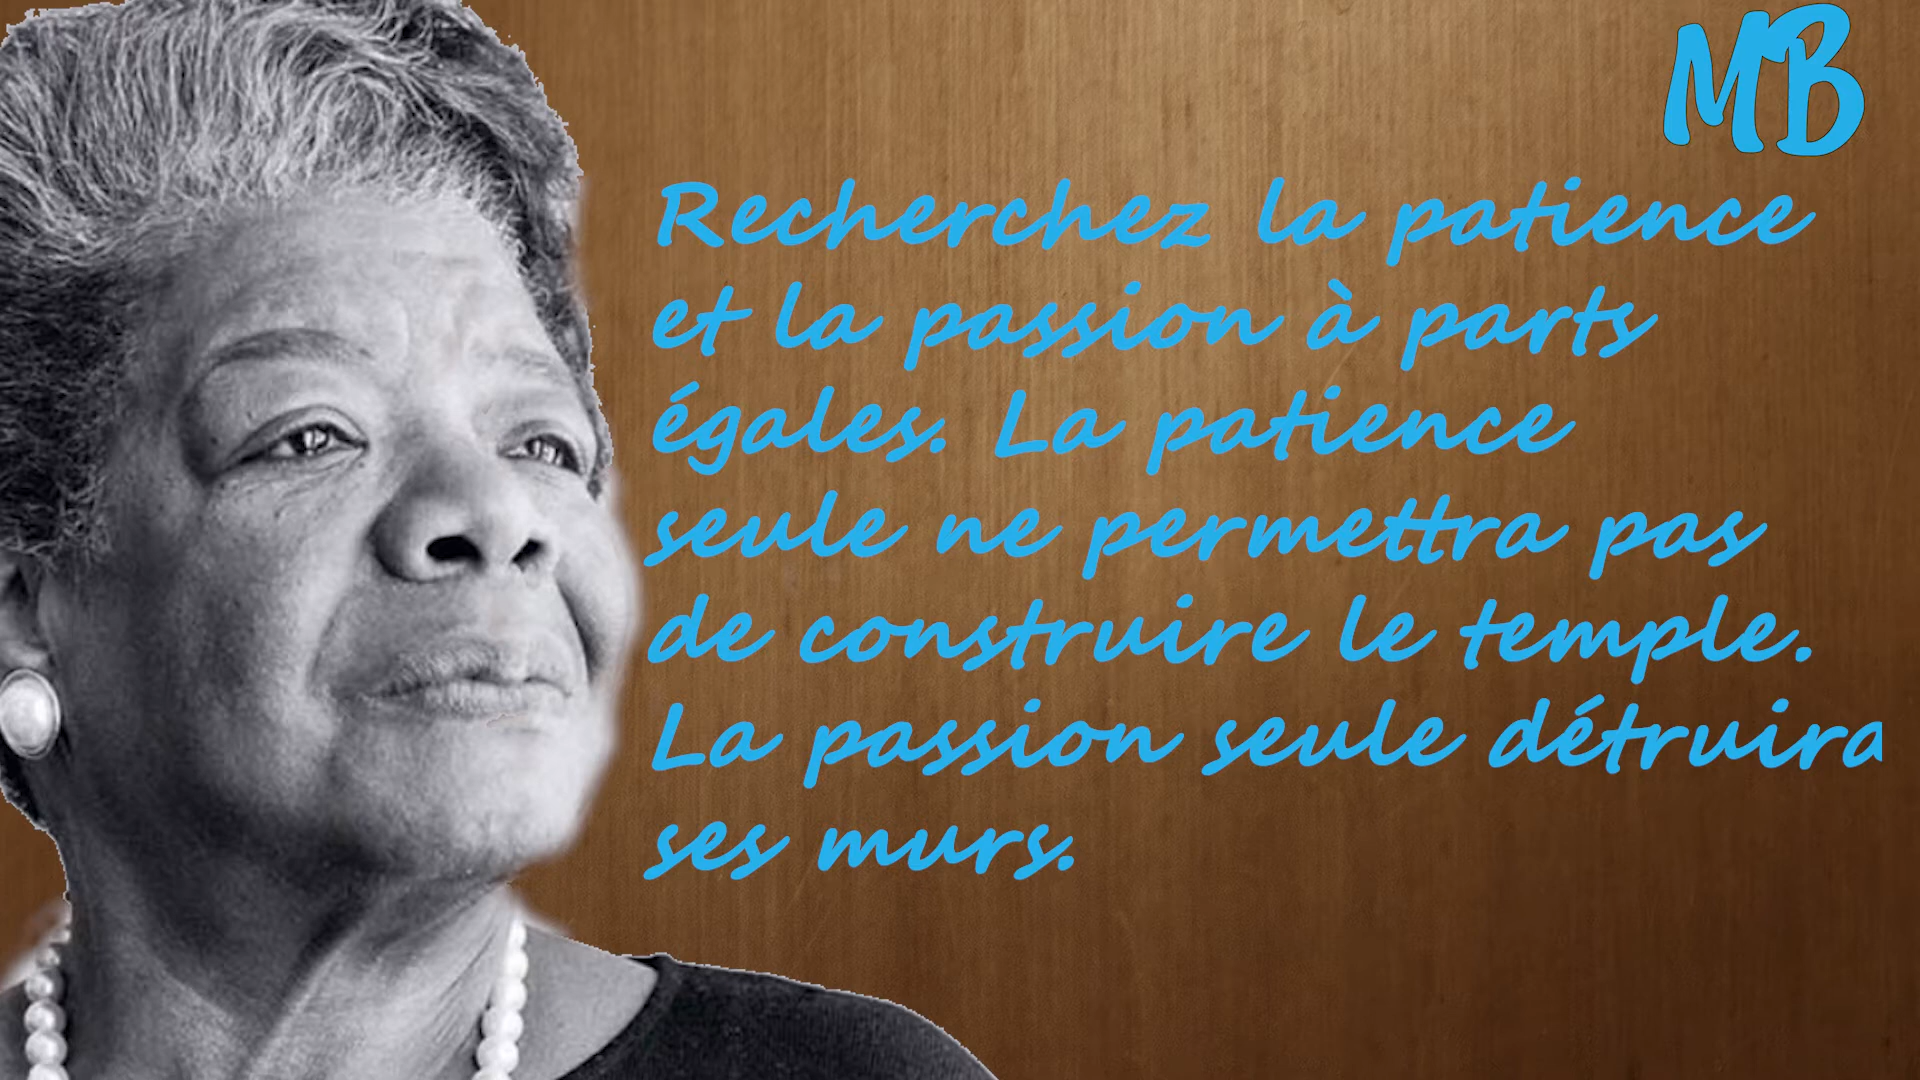 MB
Recherchez la patience
et la passion à parts
égales. La patience
seule ne permettra pas
de construire le temple.
La passion seule détruira
ses murs.